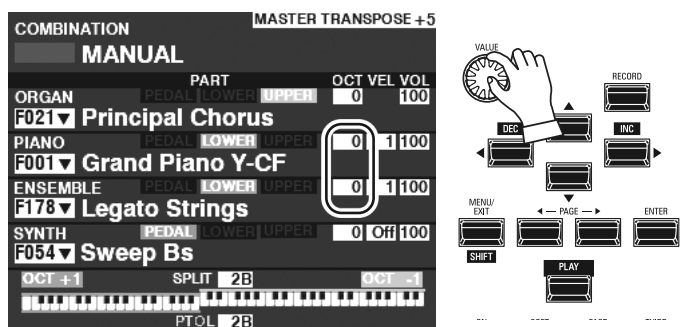 MASTER TRANSPOSE +5
COMBINATION
MANUAL
PART OCT VEL VOL
ORGAN PEDAL LOWER UPPER 0 100
F021▼ Principal Chorus
PIANO PEDAL LOWER UPPER 0 1 100
F001▼ Grand Piano Y-CF
ENSEMBLE PEDAL LOWER UPPER 0 1 100
F178▼ Legato Strings
SYNTH PEDAL LOWER UPPER 0 Off 100
F054▼ Sweep Bs
OCT +1 SPLIT 2B OCT -1
PTOL 2B
VALUE
RECORD
DEC INC
MENU/
EXIT
PAGE
ENTER
SHIFT
PLAY